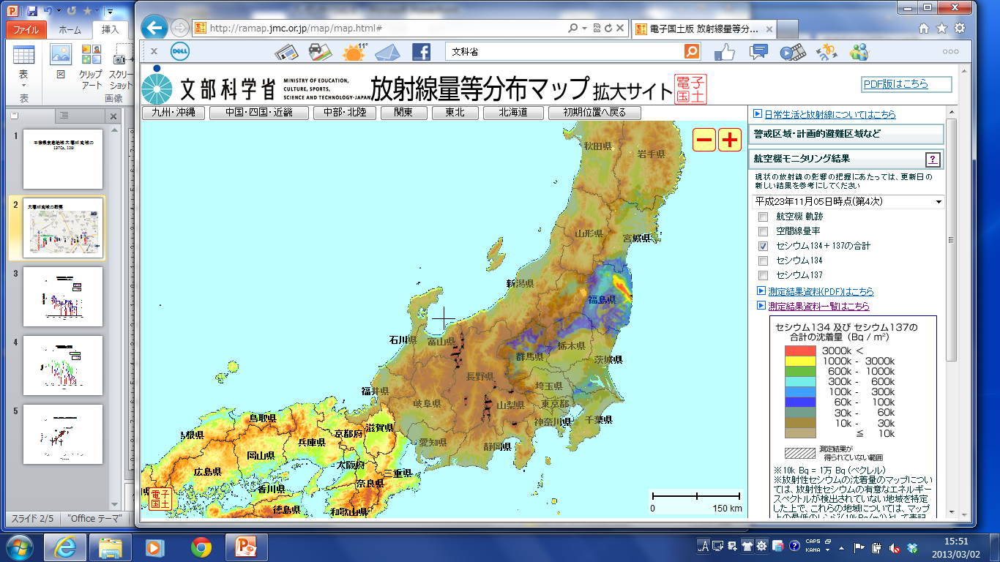 ファイル
ホーム
挿入
表
図
クリップ
アート
スクリー
ショット
表
画像
http://ramap.jmc.or.jp/map/map.html#
電子国土版 放射線量等分...
DELL
11°
文科省
文部科学省
MINISTRY OF EDUCATION,
CULTURE, SPORTS,
SCIENCE AND TECHNOLOGY-JAPAN
放射線量等分布マップ 拡大サイト
電子
国土
PDF版はこちら
九州・沖縄
中国・四国・近畿
中部・北陸
関東
東北
北海道
初期位置へ戻る
1
2
大堀川流域の概要
3
4
5
秋田県
岩手県
山形県
宮城県
新潟県
福島県
石川県
富山県
群馬県
栃木県
茨城県
長野県
埼玉県
福井県
岐阜県
山梨県
東京都
神奈川県
千葉県
愛知県
静岡県
鳥取県
島根県
京都府
滋賀県
兵庫県
岡山県
広島県
大阪府
三重県
奈良県
香川県
徳島県
和歌山県
電子
国土
0 150 km
日常生活と放射線についてはこちら
警戒区域・計画的避難区域など
航空機モニタリング結果
?
現状の放射線の影響の把握にあたっては、更新日の
新しい結果を参考にしてください
平成23年11月05日時点(第4次)
航空機 軌跡
空間線量率
セシウム134＋137の合計
セシウム134
セシウム137
測定結果資料(PDF)はこちら
測定結果資料一覧はこちら
セシウム134 及び セシウム137の
合計の沈着量 (Bq / m²)
3000k <
1000k - 3000k
600k - 1000k
300k - 600k
100k - 300k
60k - 100k
30k - 60k
10k - 30k
≦ 10k
測定結果が
得られていない範囲
※10k Bq = 1万 Bq (ベクレル)
※放射性セシウムの沈着量のマップについ
ては、放射性セシウムの有意なエネルギー
スペクトルが検出されていない地域を特定
した上で、これらの地域については、マップ
上の最低のレンジ(10k Bq/m2)として表記
スライド 2/5
"Office テーマ"
A
CAPS
KANA
15:51
2013/03/02